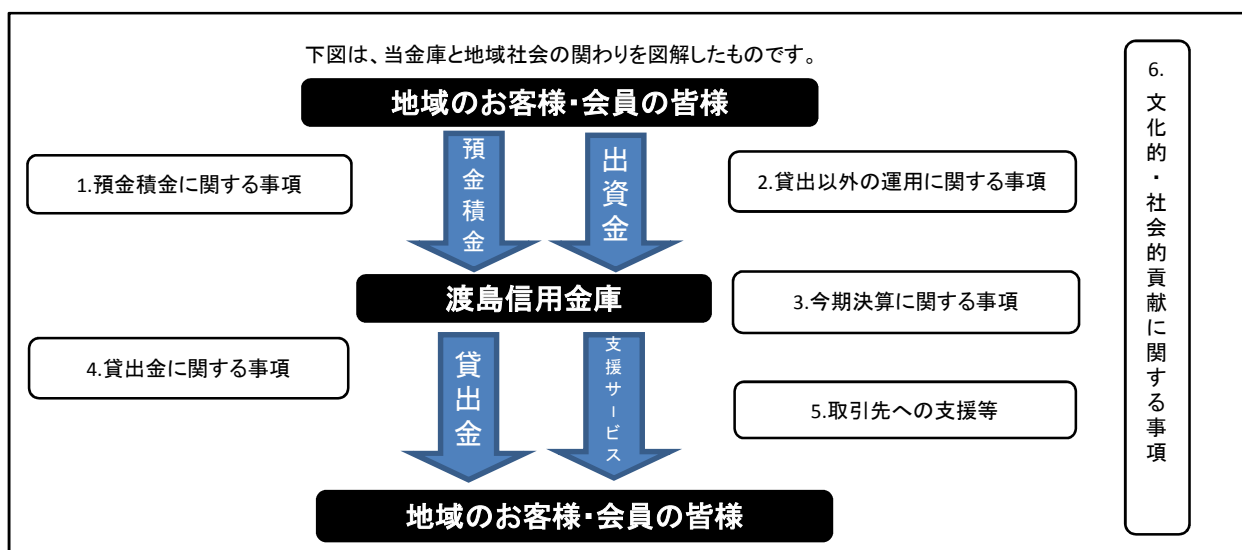 下図は、当金庫と地域社会の関わりを図解したものです。
地域のお客様・会員の皆様
預金積金
出資金
1.預金積金に関する事項
2.貸出以外の運用に関する事項
渡島信用金庫
3.今期決算に関する事項
4.貸出金に関する事項
貸出金
支援サービス
5.取引先への支援等
地域のお客様・会員の皆様
6.文化的・社会的貢献に関する事項